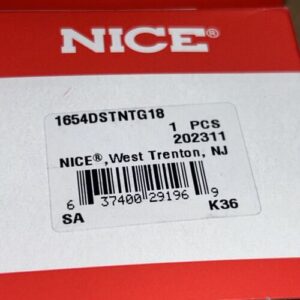 NICE®
1654DSTNTG18
1 PCS
202311
NICE®,West Trenton, NJ
6 37400 29196 9
SA K36